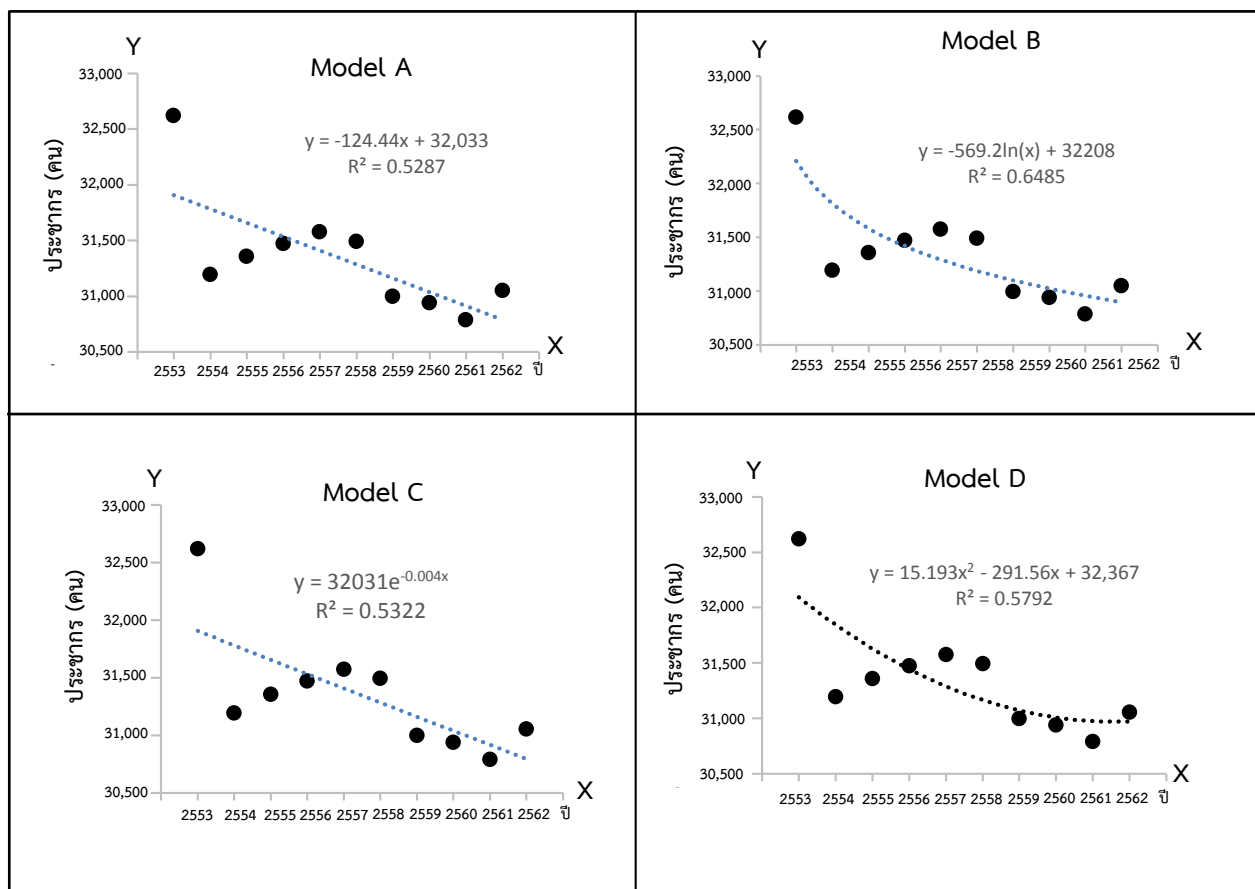 Y
Model A
33,000
32,500
32,000
31,500
31,000
30,500
ประชากร (คน)
y = -124.44x + 32,033
R² = 0.5287
X
2553 2554 2555 2556 2557 2558 2559 2560 2561 2562 ปี
Y
Model B
33,000
32,500
32,000
31,500
31,000
30,500
ประชากร (คน)
y = -569.2ln(x) + 32208
R² = 0.6485
X
2553 2554 2555 2556 2557 2558 2559 2560 2561 2562 ปี
Y
Model C
33,000
32,500
32,000
31,500
31,000
30,500
ประชากร (คน)
y = 32031e^-0.004x
R² = 0.5322
X
2553 2554 2555 2556 2557 2558 2559 2560 2561 2562 ปี
Y
Model D
33,000
32,500
32,000
31,500
31,000
30,500
ประชากร (คน)
y = 15.193x² - 291.56x + 32,367
R² = 0.5792
X
2553 2554 2555 2556 2557 2558 2559 2560 2561 2562 ปี